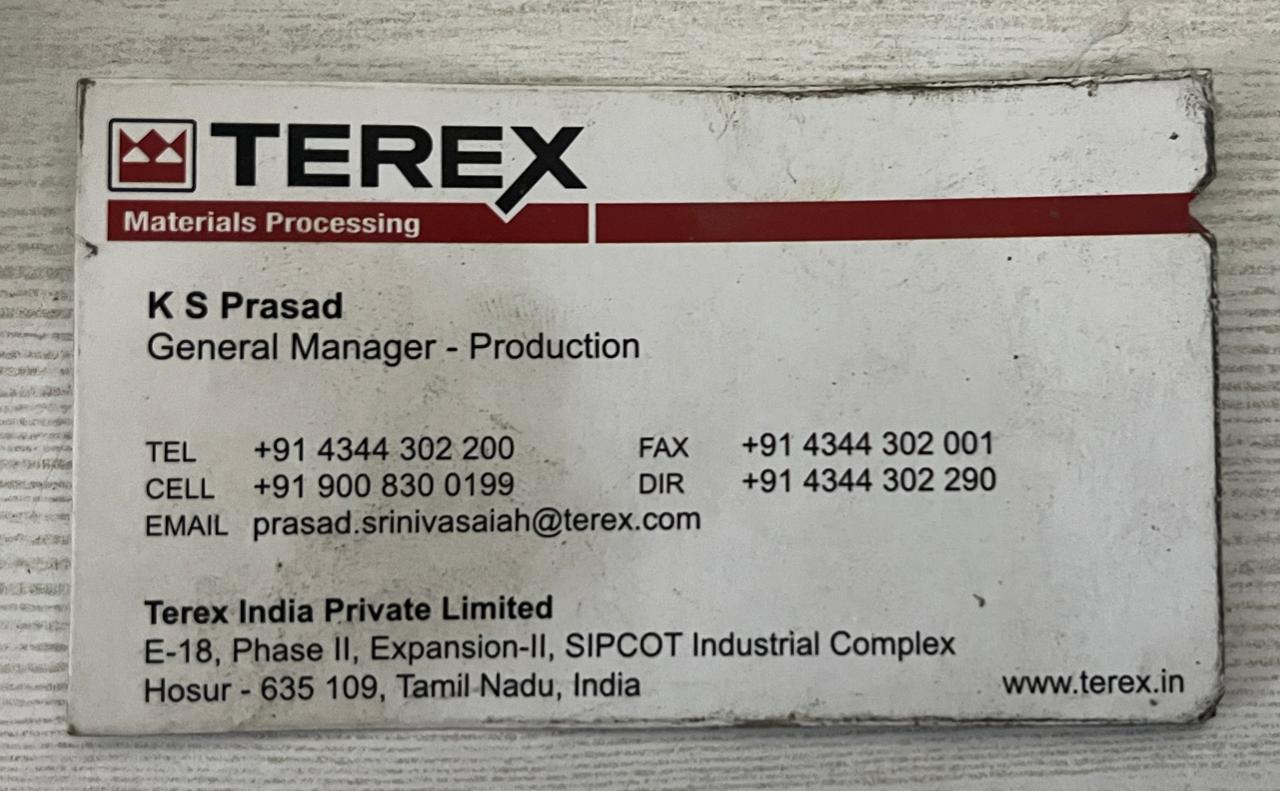 TEREX
Materials Processing
K S Prasad
General Manager - Production
TEL +91 4344 302 200 FAX +91 4344 302 001
CELL +91 900 830 0199 DIR +91 4344 302 290
EMAIL prasad.srinivasaiah@terex.com
Terex India Private Limited
E-18, Phase II, Expansion-II, SIPCOT Industrial Complex
Hosur - 635 109, Tamil Nadu, India www.terex.in